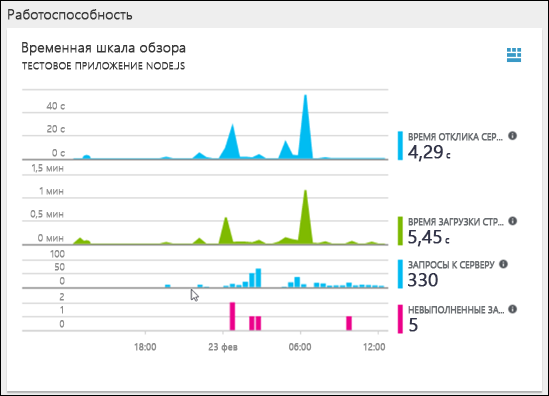 Работоспособность
Временная шкала обзора
ТЕСТОВОЕ ПРИЛОЖЕНИЕ NODE.JS
40 с
20 с
0 с
ВРЕМЯ ОТКЛИКА СЕР...
4,29 с
1,5 мин
1 мин
0,5 мин
0 мин
ВРЕМЯ ЗАГРУЗКИ СТР...
5,45 с
100
50
0
ЗАПРОСЫ К СЕРВЕРУ
330
2
1
0
НЕВЫПОЛНЕННЫЕ ЗА...
5
18:00 23 фев 06:00 12:00